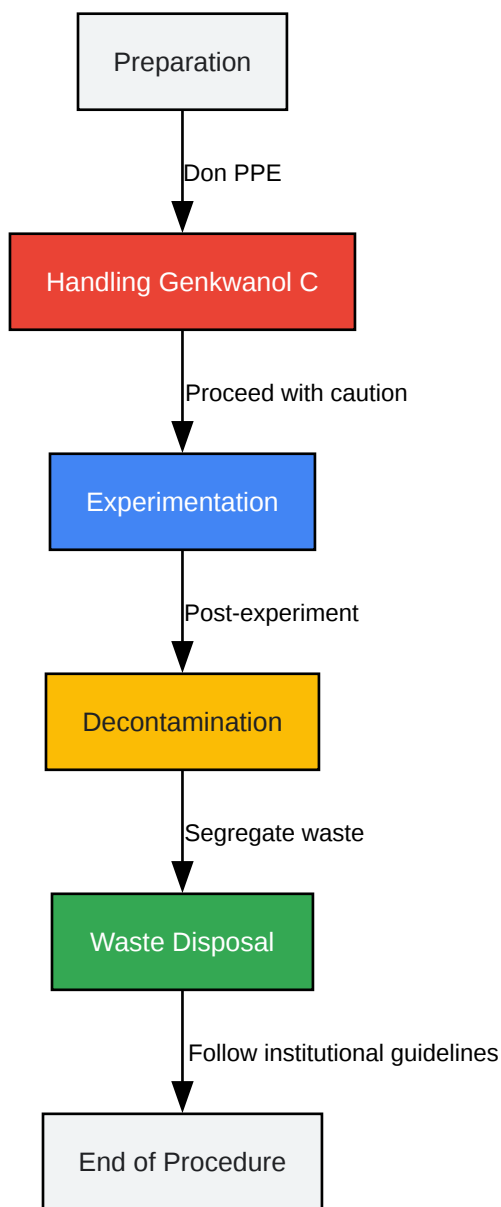 Preparation
Don PPE
Handling Genkwanol C
Proceed with caution
Experimentation
Post-experiment
Decontamination
Segregate waste
Waste Disposal
Follow institutional guidelines
End of Procedure